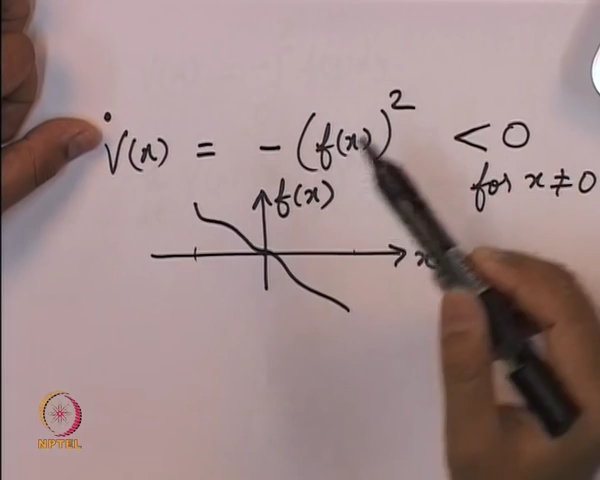 V̇(x) = - (f(x))² < 0
for x ≠ 0
f(x)
x
NPTEL